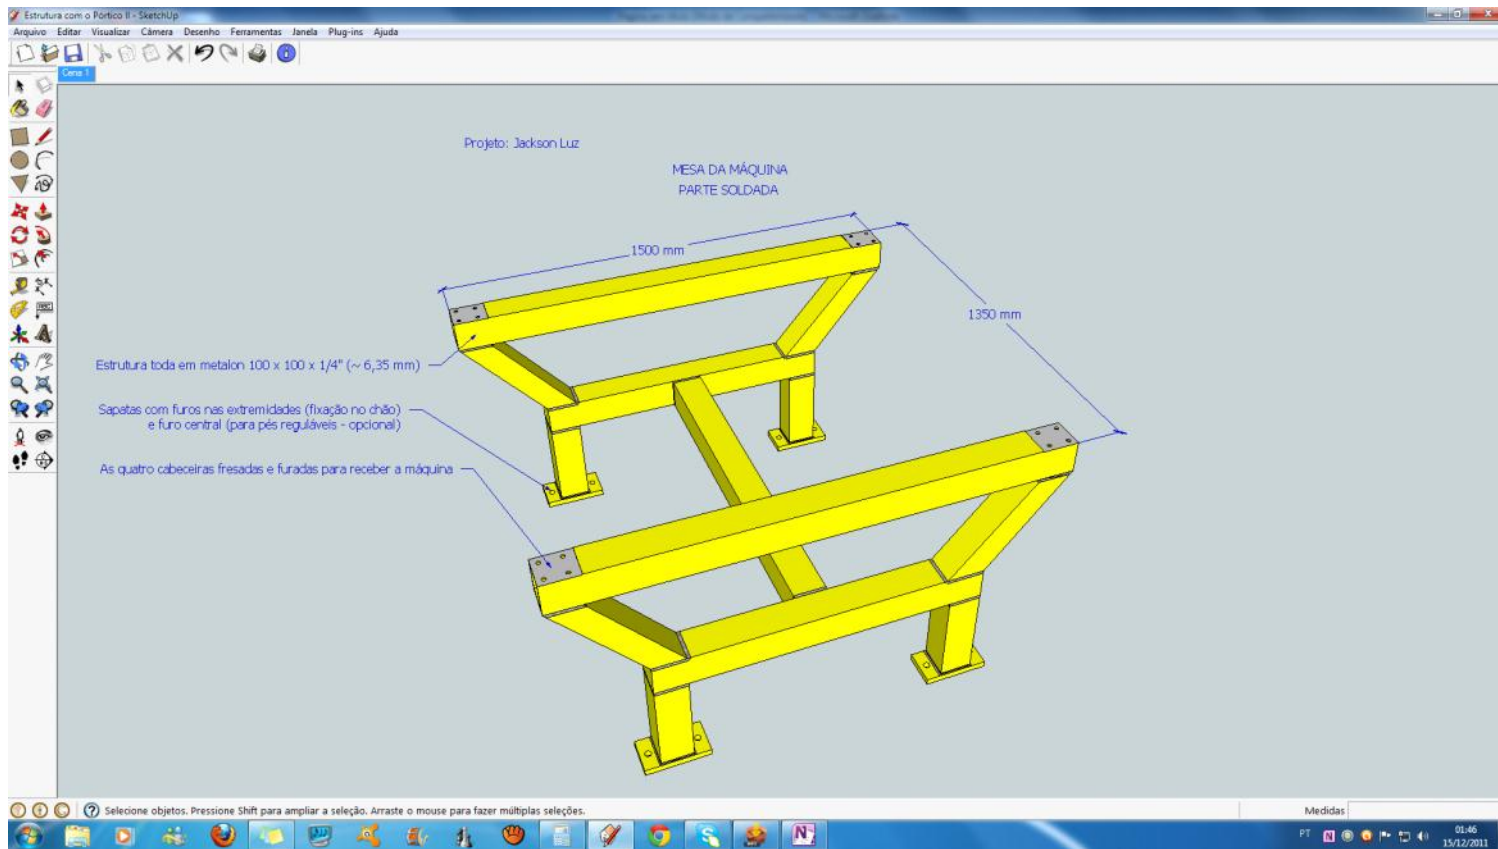 Estrutura com o Portico II - SketchUp
Arquivo Editar Visualizar Câmera Desenho Ferramentas Janela Plug-ins Ajuda
Cena 1
Projeto: Jackson Luz
MESA DA MÁQUINA
PARTE SOLDADA
1500 mm
1350 mm
Estrutura toda em metalon 100 x 100 x 1/4" (~ 6,35 mm)
Sapatas com furos nas extremidades (fixação no chão)
e furo central (para pés reguláveis - opcional)
As quatro cabeceiras fresadas e furadas para receber a máquina
Selecione objetos. Pressione Shift para ampliar a seleção. Arraste o mouse para fazer múltiplas seleções.
Medidas
PT
01:46
15/12/2011